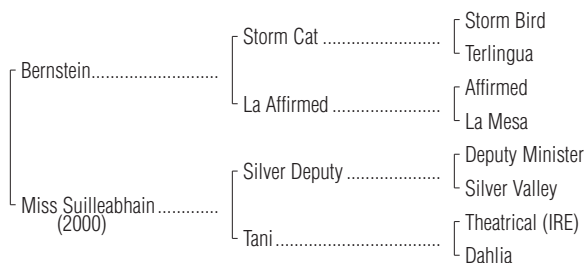 Storm Bird
Storm Cat ........................
Terlingua
Bernstein ............................
Affirmed
La Affirmed ........................
La Mesa
Deputy Minister
Silver Deputy .....................
Silver Valley
Miss Suilleabhain .............
(2000)
Theatrical (IRE)
Tani .....................................
Dahlia